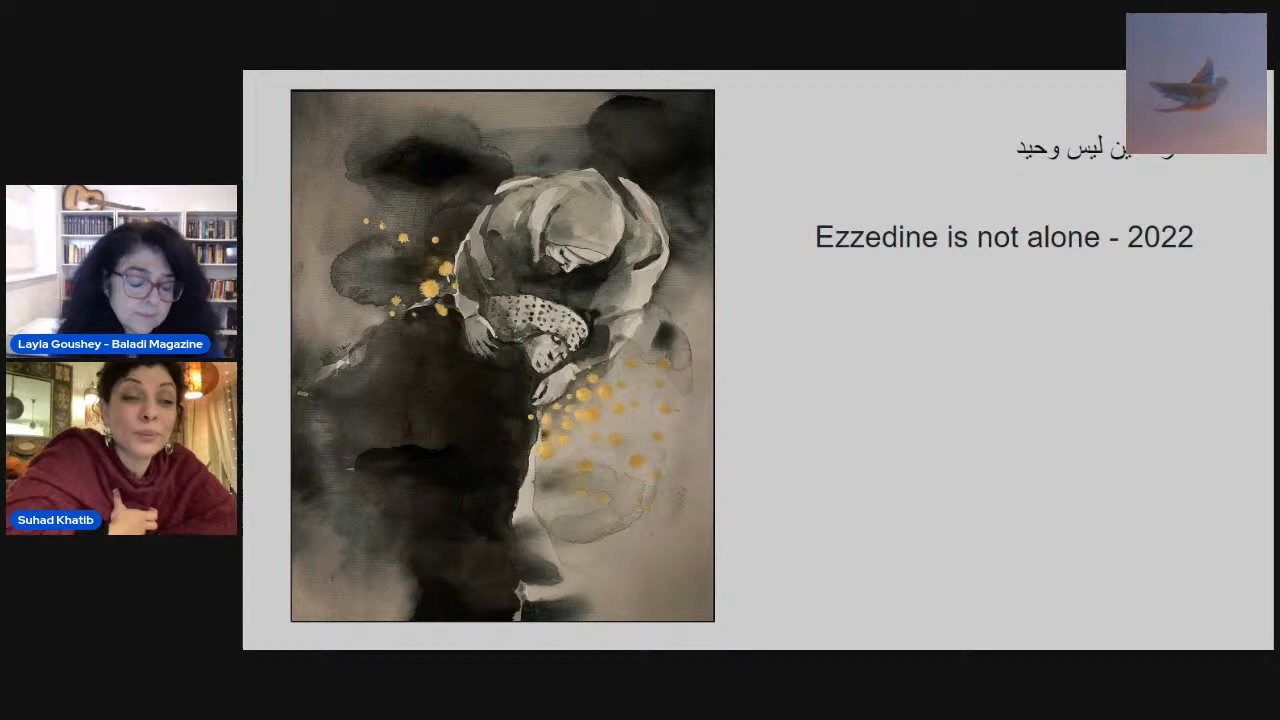 ليس وحيد
Ezzedine is not alone - 2022
Layla Goushey - Baladi Magazine
Suhad Khatib